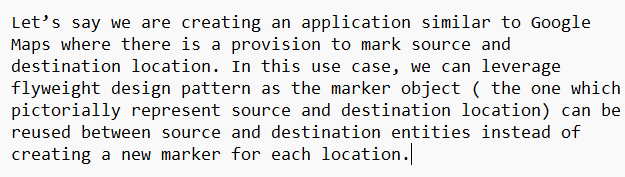 Let’s say we are creating an application similar to Google
Maps where there is a provision to mark source and
destination location. In this use case, we can leverage
flyweight design pattern as the marker object ( the one which
pictorially represent source and destination location) can be
reused between source and destination entities instead of
creating a new marker for each location.